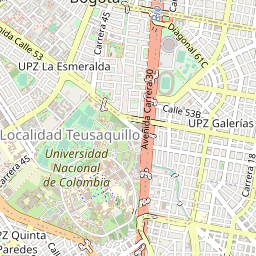 Bogotá
Carrera 45
Avenida Calle 53
Diagonal 61C
UPZ La Esmeralda
Avenida Carrera 30
Calle 53B
UPZ Galerías
Localidad Teusaquillo
Carrera 45
Universidad
Nacional
de Colombia
Carrera 18
UPZ Quinta
Paredes